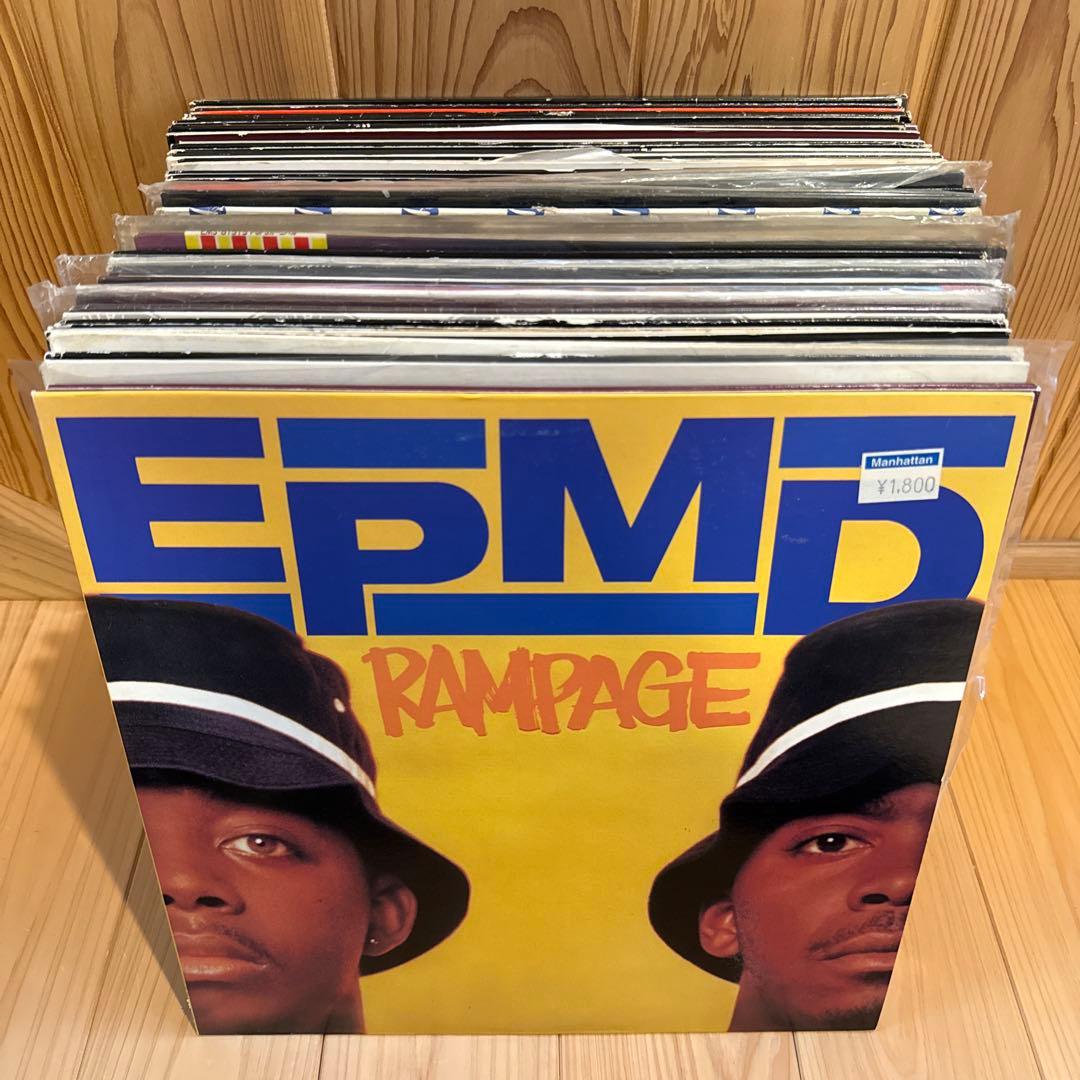 EPMD
Manhattan
¥1,800
RAMPAGE